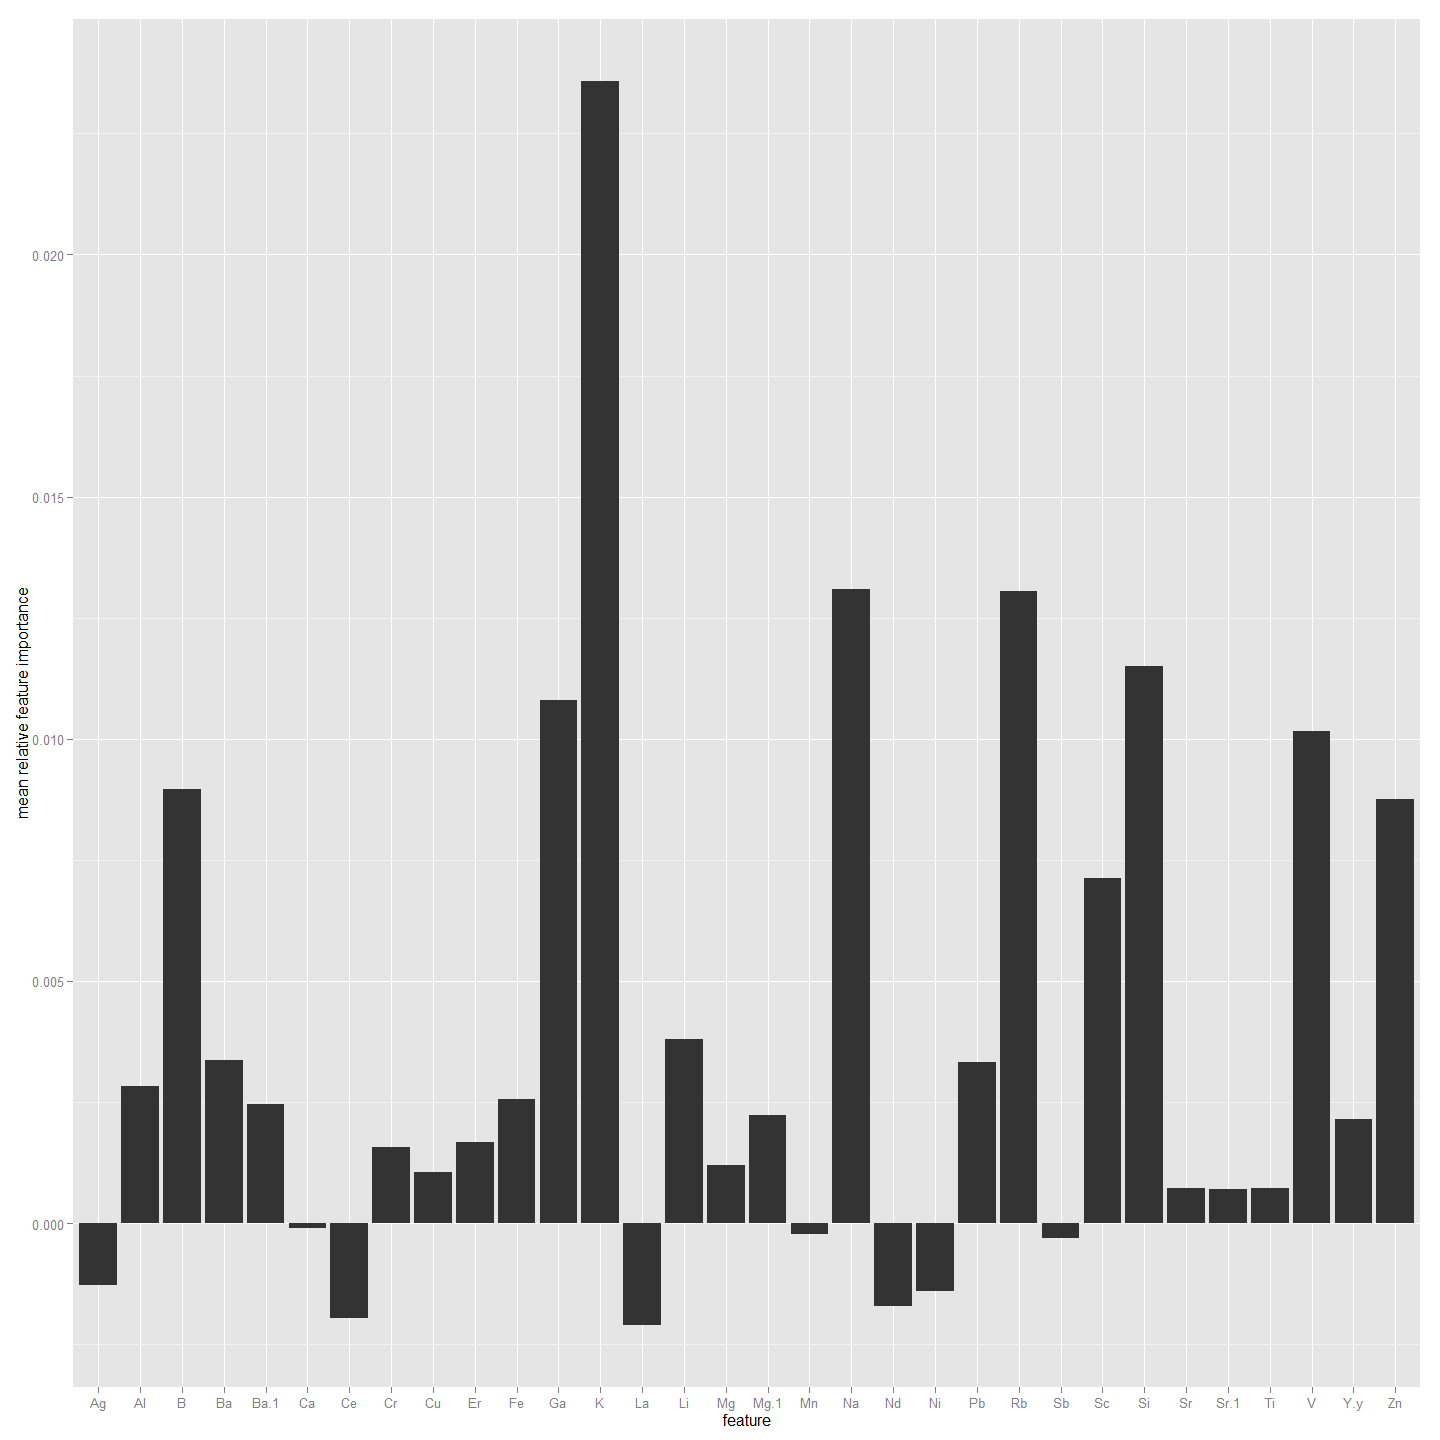 mean relative feature importance
0.020
0.015
0.010
0.005
0.000
Ag Al B Ba Ba.1 Ca Ce Cr Cu Er Fe Ga K La Li Mg Mg.1 Mn Na Nd Ni Pb Rb Sb Sc Si Sr Sr.1 Ti V Y.y Zn
feature